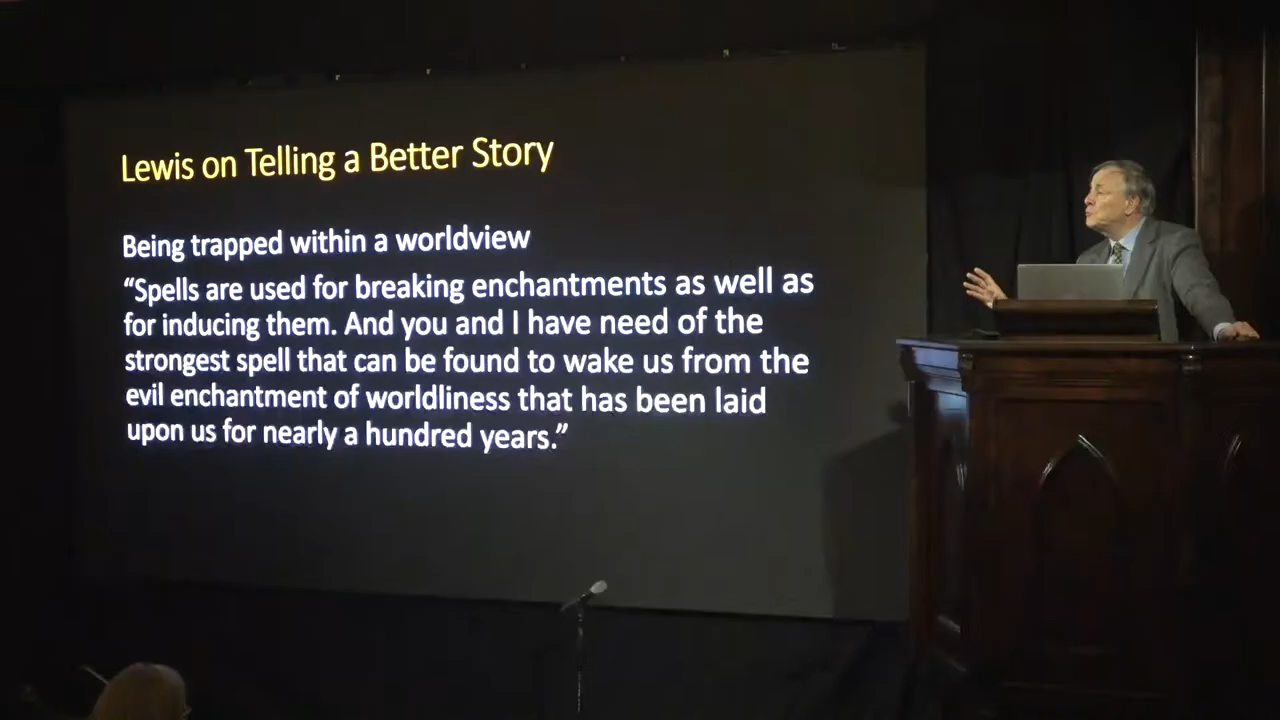 Lewis on Telling a Better Story
Being trapped within a worldview
“Spells are used for breaking enchantments as well as
for inducing them. And you and I have need of the
strongest spell that can be found to wake us from the
evil enchantment of worldliness that has been laid
upon us for nearly a hundred years.”